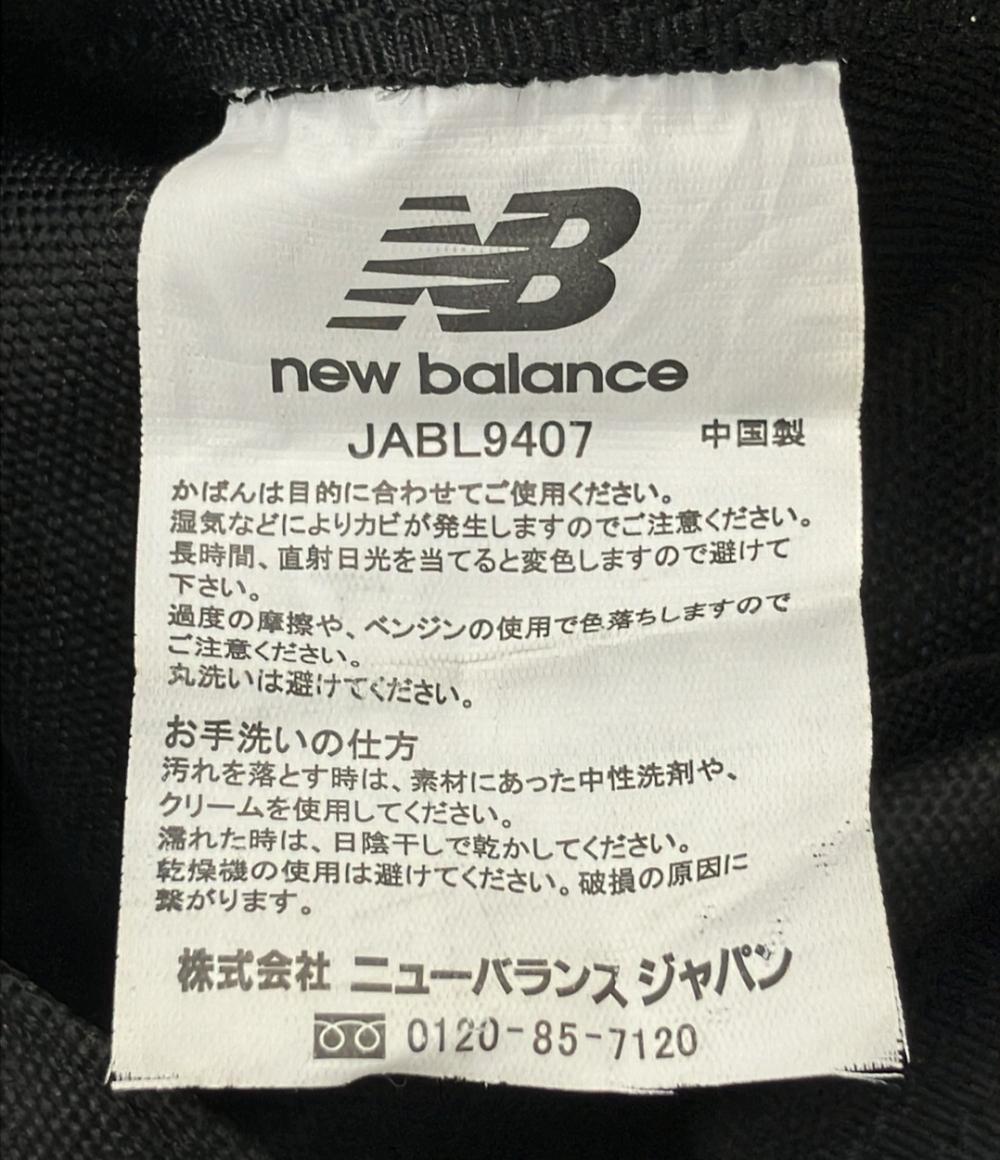 NB
new balance
JABL9407 中国製
かばんは目的に合わせてご使用ください。
湿気などによりカビが発生しますのでご注意ください。
長時間、直射日光を当てると変色しますので避けて
下さい。
過度の摩擦や、ベンジンの使用で色落ちしますので
ご注意ください。
丸洗いは避けてください。
お手洗いの仕方
汚れを落とす時は、素材にあった中性洗剤や、
クリームを使用してください。
濡れた時は、日陰干しで乾かしてください。
乾燥機の使用は避けてください。破損の原因に
繋がります。
株式会社 ニューバランス ジャパン
0120-85-7120